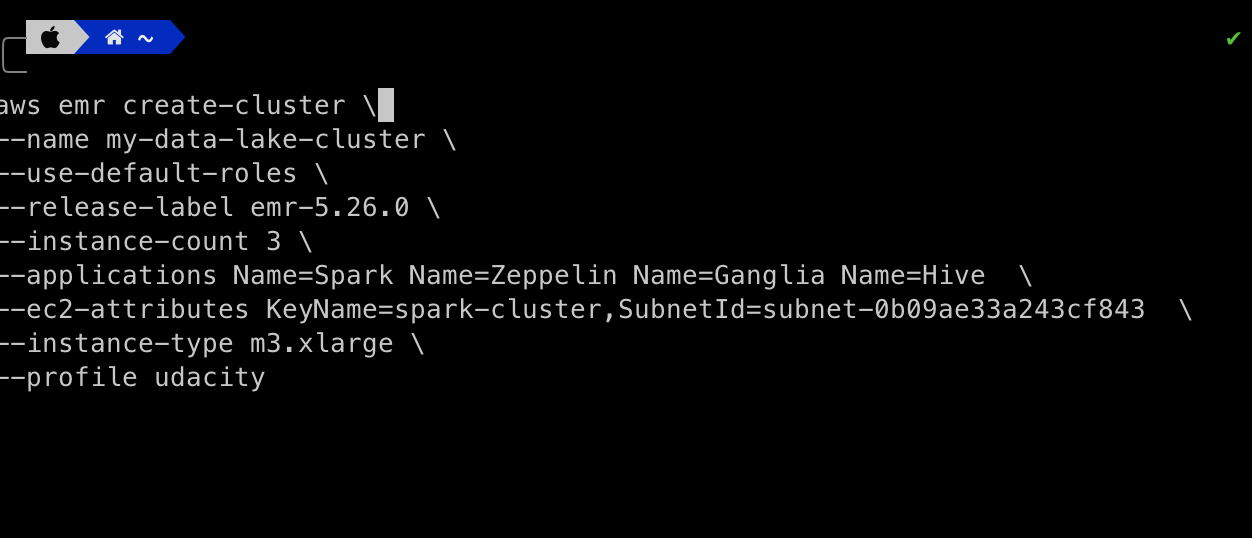 ~
aws emr create-cluster \
--name my-data-lake-cluster \
--use-default-roles \
--release-label emr-5.26.0 \
--instance-count 3 \
--applications Name=Spark Name=Zeppelin Name=Ganglia Name=Hive  \
--ec2-attributes KeyName=spark-cluster,SubnetId=subnet-0b09ae33a243cf843  \
--instance-type m3.xlarge \
--profile udacity